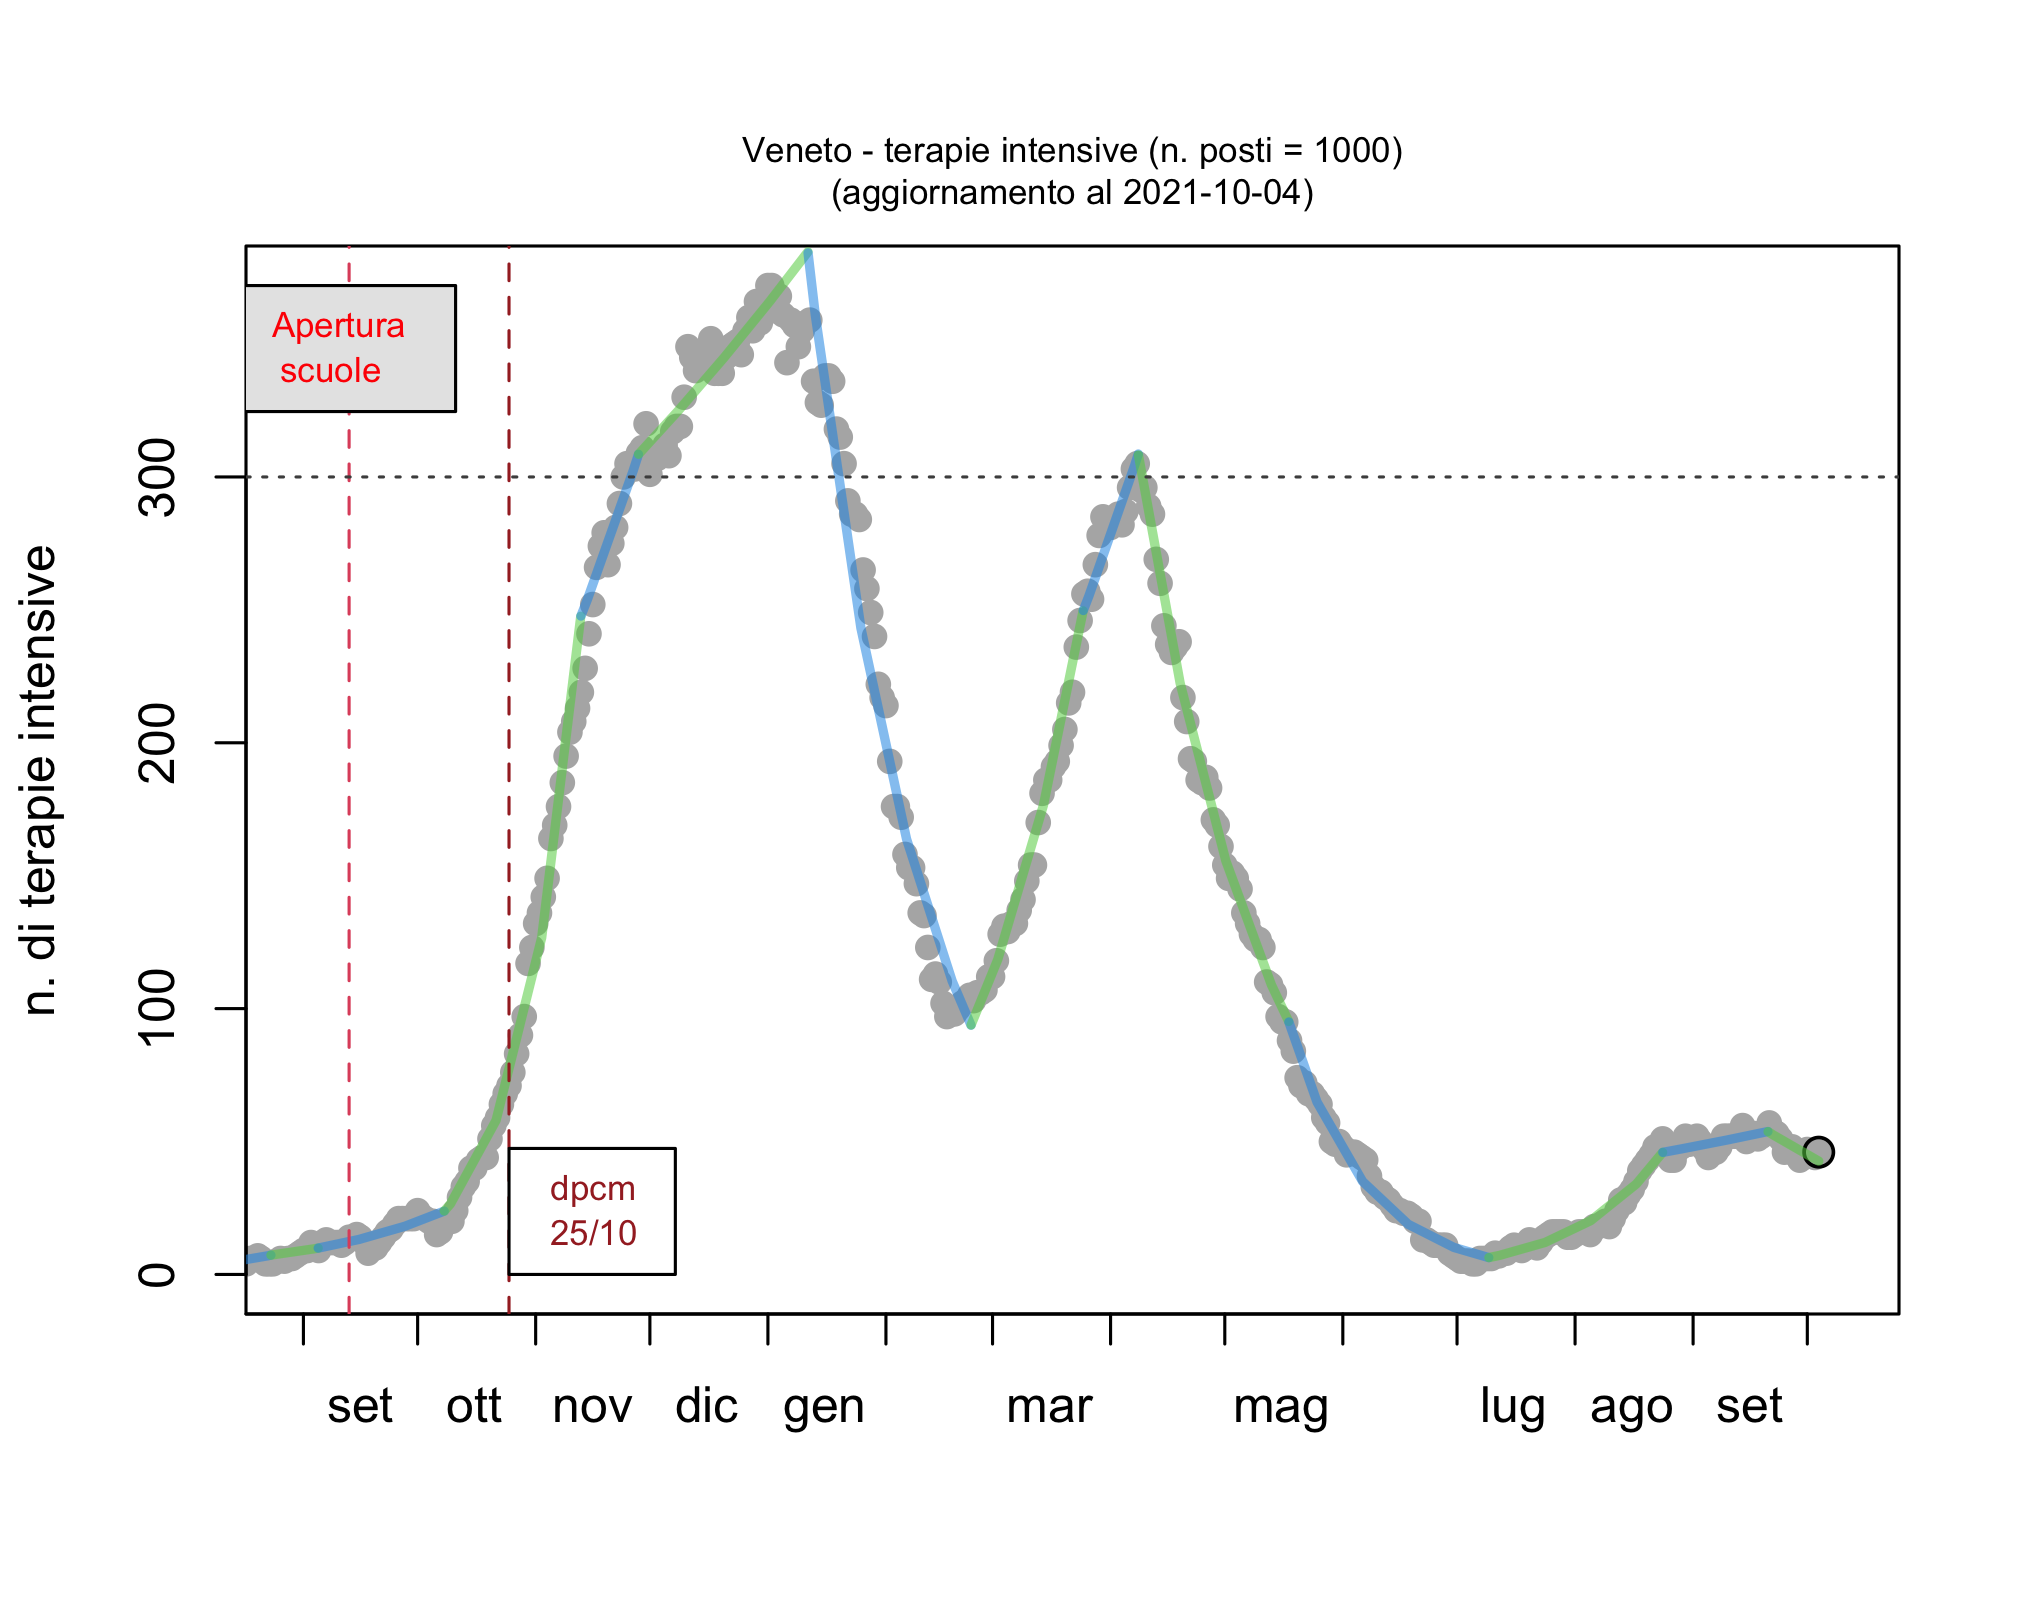 Veneto - terapie intensive (n. posti = 1000)
(aggiornamento al 2021-10-04)
Apertura
scuole
n. di terapie intensive
300
200
100
0
dpcm
25/10
set ott nov dic gen mar mag lug ago set